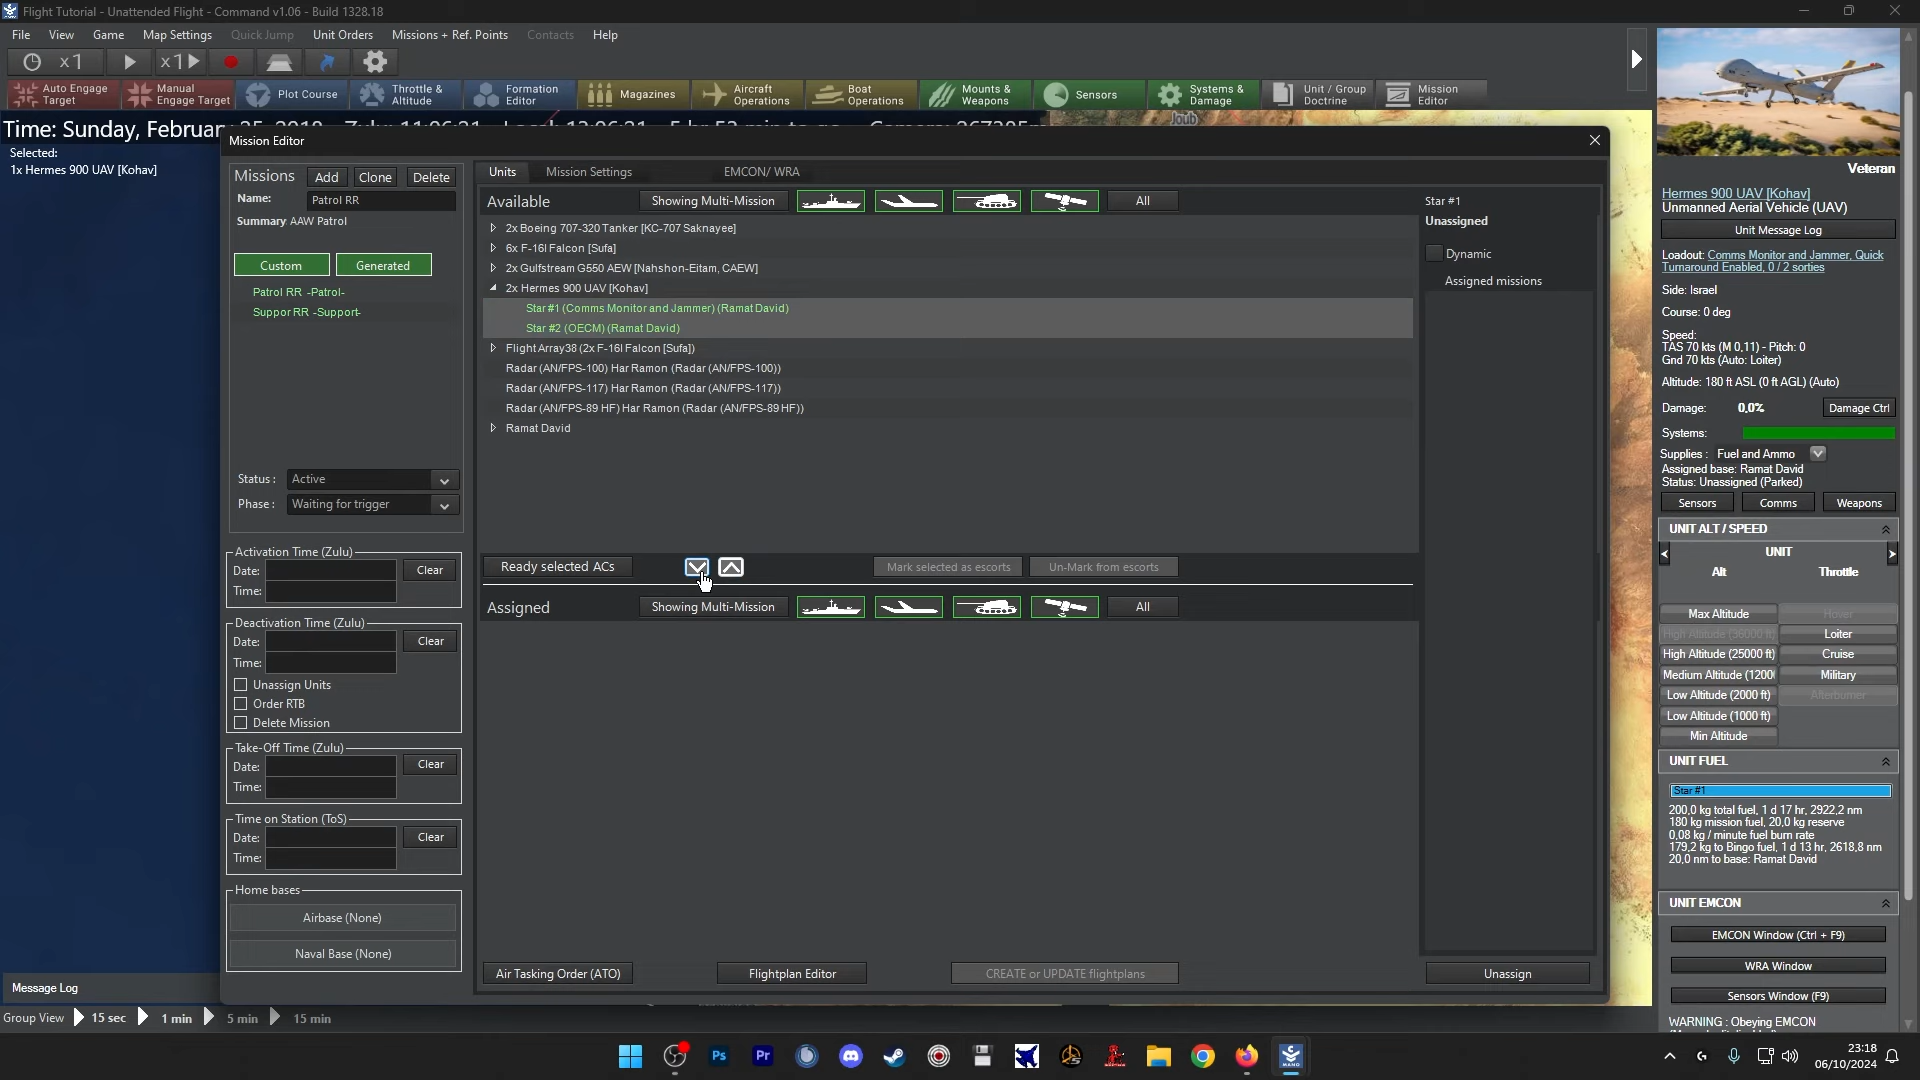 Flight Tutorial - Unattended Flight - Command v1.06 - Build 1328.18
File View Game Map Settings Quick Jump Unit Orders Missions + Ref. Points Contacts Help
x 1 x1
Auto Engage Target
Manual Engage Target
Plot Course
Throttle & Altitude
Formation Editor
Magazines
Aircraft Operations
Boat Operations
Mounts & Weapons
Sensors
Systems & Damage
Unit / Group Doctrine
Mission Editor
Joub
Time: Sunday,
Selected:
1x Hermes 900 UAV [Kohav]
Mission Editor
Missions Add Clone Delete
Name: Patrol RR
Summary AAW Patrol
Custom Generated
Patrol RR -Patrol-
Suppor RR -Support-
Status : Active
Phase : Waiting for trigger
Activation Time (Zulu)
Date: Clear
Time:
Deactivation Time (Zulu)
Date: Clear
Time:
Unassign Units
Order RTB
Delete Mission
Take-Off Time (Zulu)
Date: Clear
Time:
Time on Station (ToS)
Date: Clear
Time:
Home bases
Airbase (None)
Naval Base (None)
Units Mission Settings EMCON/ WRA
Available Showing Multi-Mission All
2x Boeing 707-320 Tanker [KC-707 Saknayee]
6x F-16I Falcon [Sufa]
2x Gulfstream G550 AEW [Nahshon-Eitam, CAEW]
2x Hermes 900 UAV [Kohav]
Star #1 (Comms Monitor and Jammer) (Ramat David)
Star #2 (OECM) (Ramat David)
Flight Array38 (2x F-16I Falcon [Sufa])
Radar (AN/FPS-100) Har Ramon (Radar (AN/FPS-100))
Radar (AN/FPS-117) Har Ramon (Radar (AN/FPS-117))
Radar (AN/FPS-89 HF) Har Ramon (Radar (AN/FPS-89 HF))
Ramat David
Ready selected ACs Mark selected as escorts Un-Mark from escorts
Assigned Showing Multi-Mission All
Air Tasking Order (ATO) Flightplan Editor CREATE or UPDATE flightplans
Star #1
Unassigned
Dynamic
Assigned missions
Unassign
Veteran
Hermes 900 UAV [Kohav]
Unmanned Aerial Vehicle (UAV)
Unit Message Log
Loadout: Comms Monitor and Jammer, Quick
Turnaround Enabled, 0 / 2 sorties
Side: Israel
Course: 0 deg
Speed:
TAS 70 kts (M 0,11) - Pitch: 0
Gnd 70 kts (Auto: Loiter)
Altitude: 180 ft ASL (0 ft AGL) (Auto)
Damage: 0,0% Damage Ctrl
Systems:
Supplies : Fuel and Ammo
Assigned base: Ramat David
Status: Unassigned (Parked)
Sensors Comms Weapons
UNIT ALT / SPEED
UNIT
Alt Throttle
Max Altitude Hover
High Altitude (36000 ft) Loiter
High Altitude (25000 ft) Cruise
Medium Altitude (1200 Military
Low Altitude (2000 ft) Afterburner
Low Altitude (1000 ft)
Min Altitude
UNIT FUEL
Star #1
200,0 kg total fuel, 1 d 17 hr, 2922,2 nm
180 kg mission fuel, 20,0 kg reserve
0,08 kg / minute fuel burn rate
179,2 kg to Bingo fuel, 1 d 13 hr, 2618,8 nm
20,0 nm to base: Ramat David
UNIT EMCON
EMCON Window (Ctrl + F9)
WRA Window
Sensors Window (F9)
WARNING : Obeying EMCON
Message Log
Group View 15 sec 1 min 5 min 15 min
Ps Pr
23:18
06/10/2024